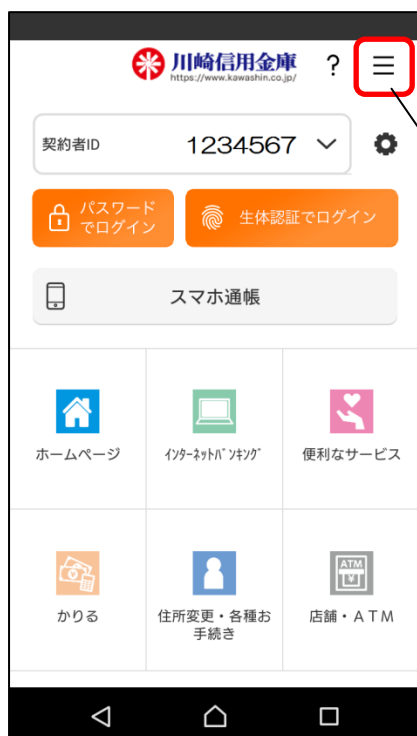 川崎信用金庫
https://www.kawashin.co.jp/
?
契約者ID
1234567
パスワード
でログイン
生体認証でログイン
スマホ通帳
ホームページ
ｲﾝﾀｰﾈｯﾄﾊﾞﾝｷﾝｸﾞ
便利なサービス
かりる
住所変更・各種お
手続き
ATM
¥
店舗・ＡＴＭ